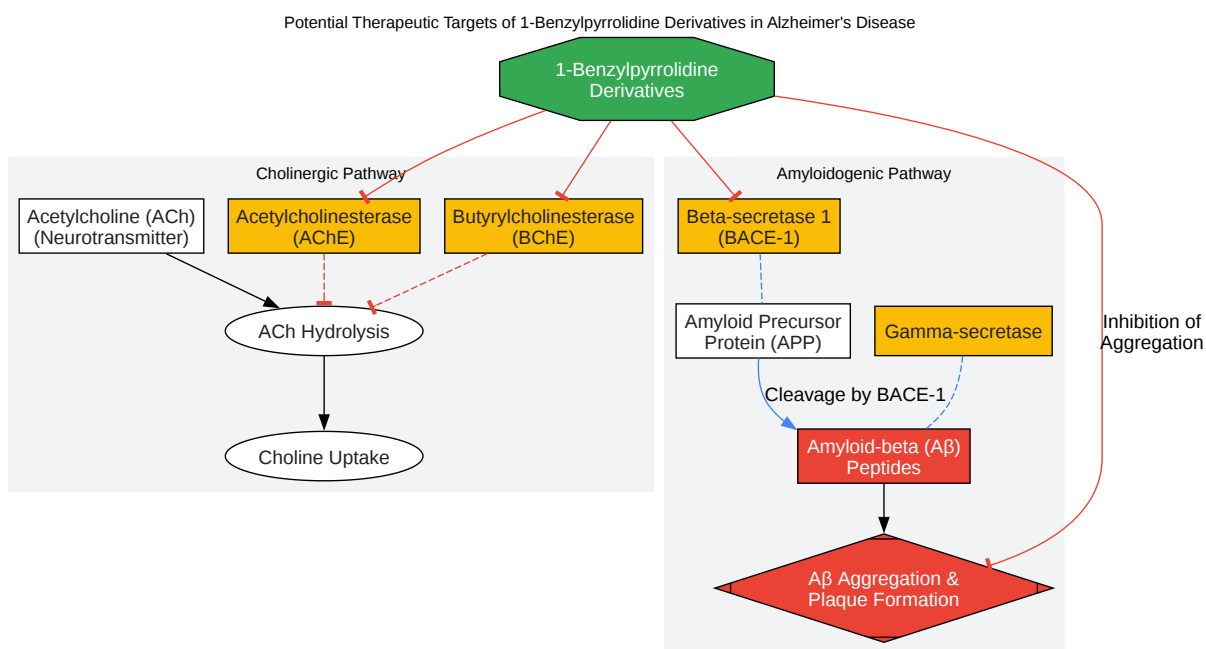 Potential Therapeutic Targets of 1-Benzylpyrrolidine Derivatives in Alzheimer's Disease
1-Benzylpyrrolidine
Derivatives
Cholinergic Pathway
Amyloidogenic Pathway
Acetylcholine (ACh)
(Neurotransmitter)
Acetylcholinesterase
(AChE)
Butyrylcholinesterase
(BChE)
Beta-secretase 1
(BACE-1)
ACh Hydrolysis
Amyloid Precursor
Protein (APP)
Gamma-secretase
Inhibition of
Aggregation
Cleavage by BACE-1
Choline Uptake
Amyloid-beta (Aβ)
Peptides
Aβ Aggregation &
Plaque Formation